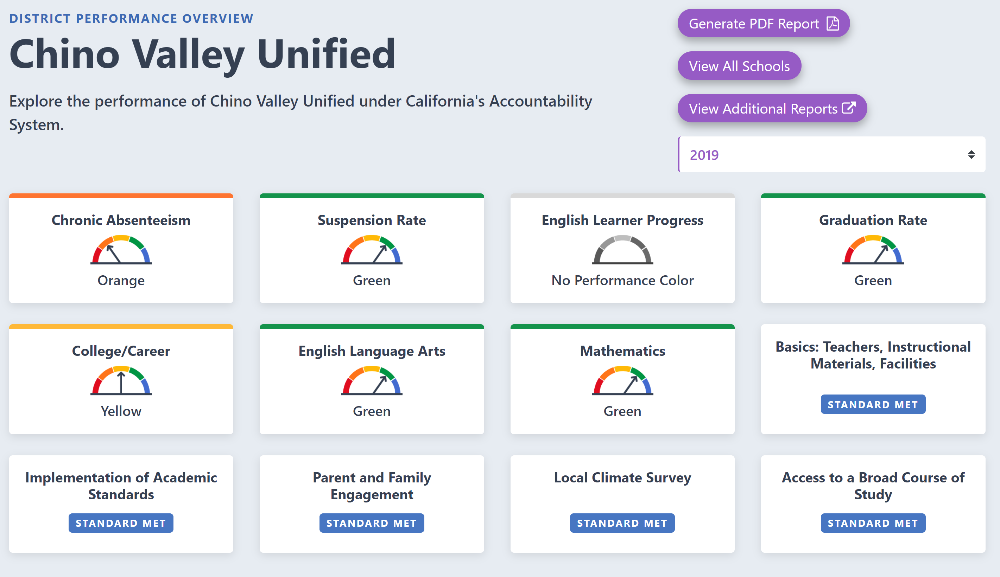 DISTRICT PERFORMANCE OVERVIEW
Chino Valley Unified
Explore the performance of Chino Valley Unified under California's Accountability
System.
Generate PDF Report
View All Schools
View Additional Reports
2019
Chronic Absenteeism
Orange
Suspension Rate
Green
English Learner Progress
No Performance Color
Graduation Rate
Green
College/Career
Yellow
English Language Arts
Green
Mathematics
Green
Basics: Teachers, Instructional
Materials, Facilities
STANDARD MET
Implementation of Academic
Standards
STANDARD MET
Parent and Family
Engagement
STANDARD MET
Local Climate Survey
STANDARD MET
Access to a Broad Course of
Study
STANDARD MET